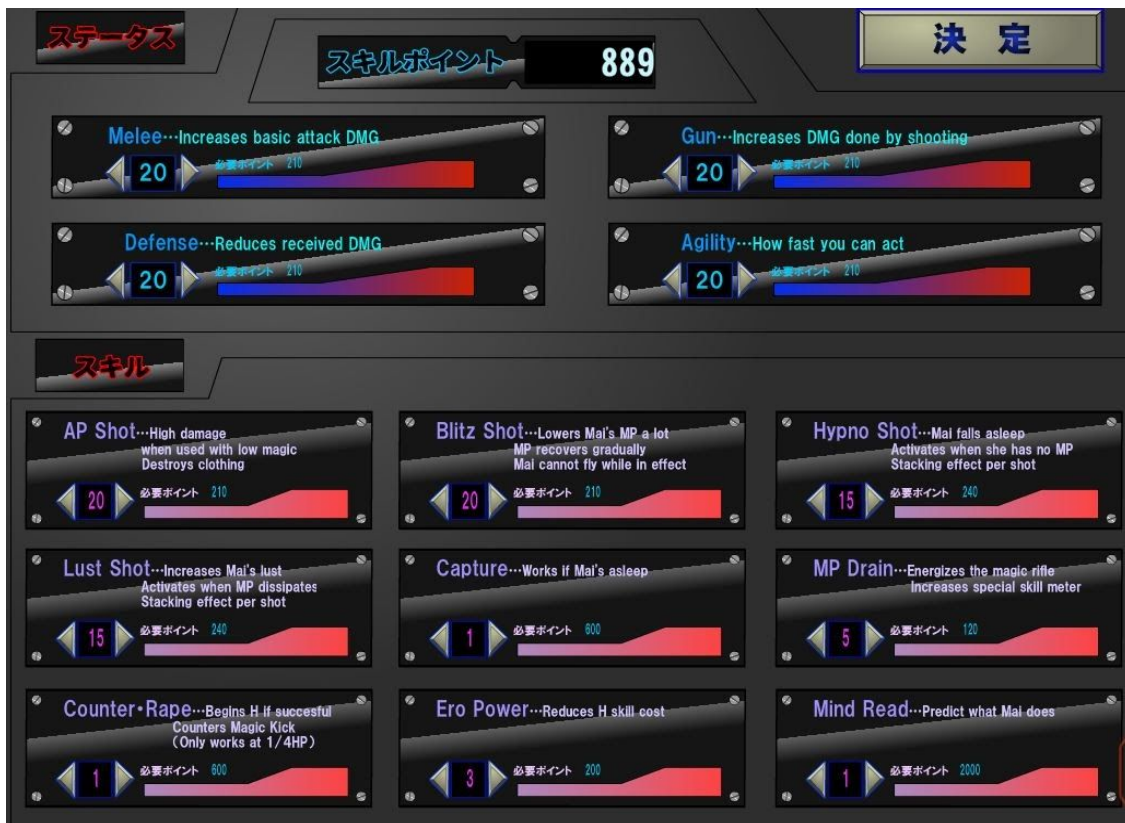 ステータス
スキルポイント 889
決定
Melee…Increases basic attack DMG
20 必要ポイント 210
Gun…Increases DMG done by shooting
20 必要ポイント 210
Defense…Reduces received DMG
20 必要ポイント 210
Agility…How fast you can act
20 必要ポイント 210
スキル
AP Shot…High damage
when used with low magic
Destroys clothing
20 必要ポイント 210
Blitz Shot…Lowers Mai's MP a lot
MP recovers gradually
Mai cannot fly while in effect
20 必要ポイント 210
Hypno Shot…Mai falls asleep
Activates when she has no MP
Stacking effect per shot
15 必要ポイント 240
Lust Shot…Increases Mai's lust
Activates when MP dissipates
Stacking effect per shot
15 必要ポイント 240
Capture…Works if Mai's asleep
1 必要ポイント 600
MP Drain…Energizes the magic rifle
Increases special skill meter
5 必要ポイント 120
Counter・Rape…Begins H if succesful
Counters Magic Kick
(Only works at 1/4HP)
1 必要ポイント 600
Ero Power…Reduces H skill cost
3 必要ポイント 200
Mind Read…Predict what Mai does
1 必要ポイント 2000